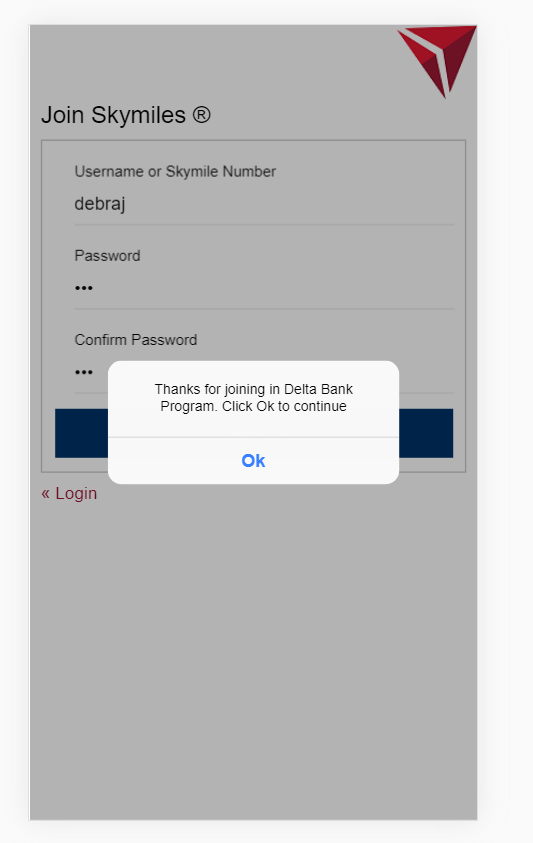 Join Skymiles ®
Username or Skymile Number
debraj
Password
•••
Confirm Password
•••
Thanks for joining in Delta Bank
Program. Click Ok to continue
Ok
« Login